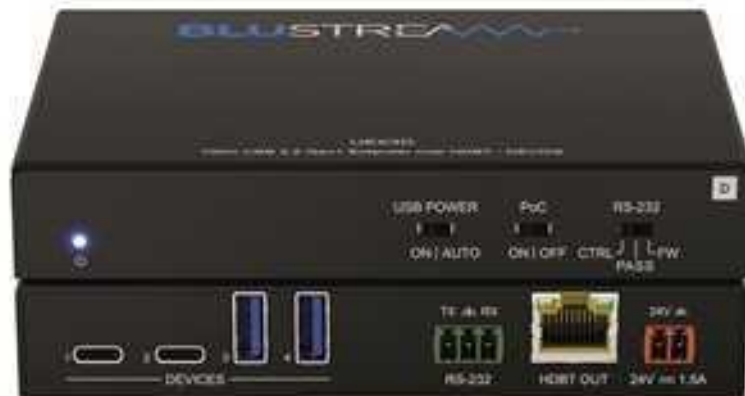 BLUSTREAM
D
USB POWER
PoC
RS-232
ON | AUTO
ON | OFF
CTRL
PASS
FW
TX
RX
24V
1
2
3
4
DEVICES
RS-232
HDBT OUT
24V 1.5A